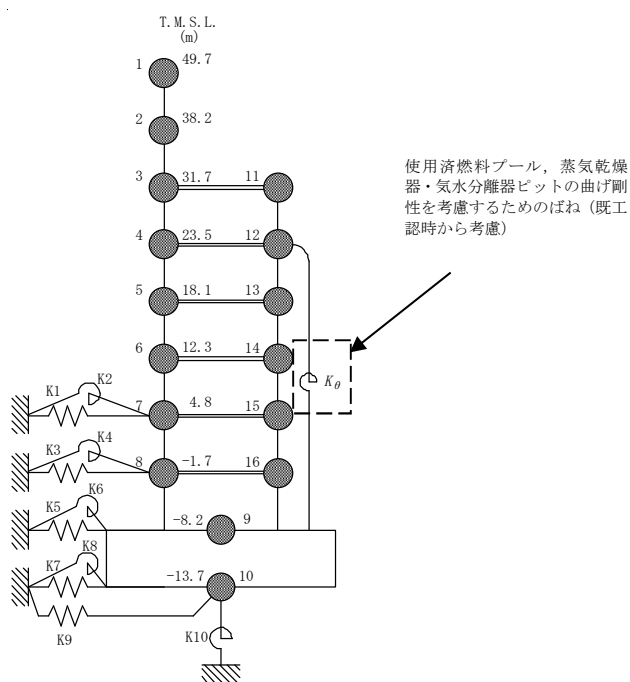 T.M.S.L.
(m)
1 49.7
2 38.2
3 31.7 11
4 23.5 12
5 18.1 13
6 12.3 14
K1 K2 7 4.8 15
K3 K4 8 -1.7 16
K5 K6 -8.2 9
K7 K8 -13.7 10
K9
K10
Kθ
使用済燃料プール，蒸気乾燥
器・気水分離器ピットの曲げ剛
性を考慮するためのばね（既工
認時から考慮）